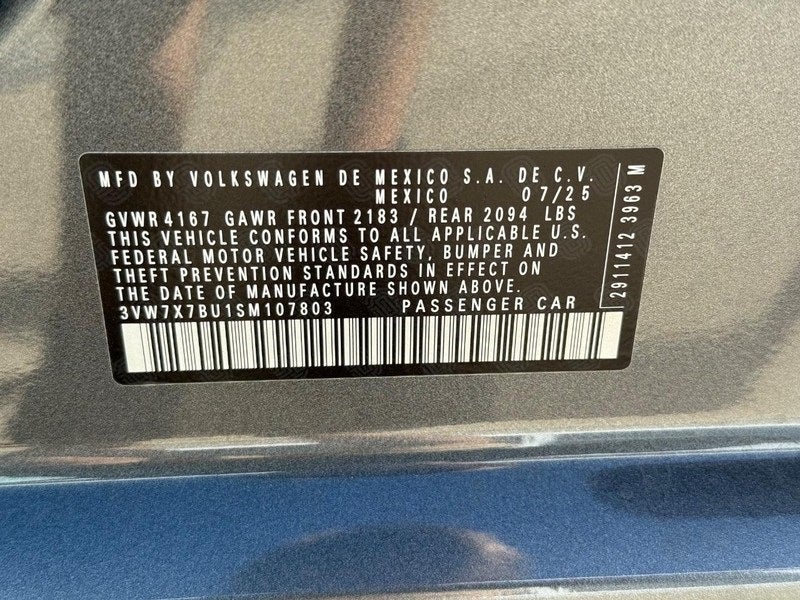 MFD BY VOLKSWAGEN DE MEXICO S.A. DE C.V.
MEXICO 07/25
GVWR 4167 GAWR FRONT 2183 / REAR 2094 LBS
THIS VEHICLE CONFORMS TO ALL APPLICABLE U.S.
FEDERAL MOTOR VEHICLE SAFETY, BUMPER AND
THEFT PREVENTION STANDARDS IN EFFECT ON
THE DATE OF MANUFACTURE SHOWN ABOVE.
3VW7X7BU1SM107803 PASSENGER CAR
2911412 3963 M